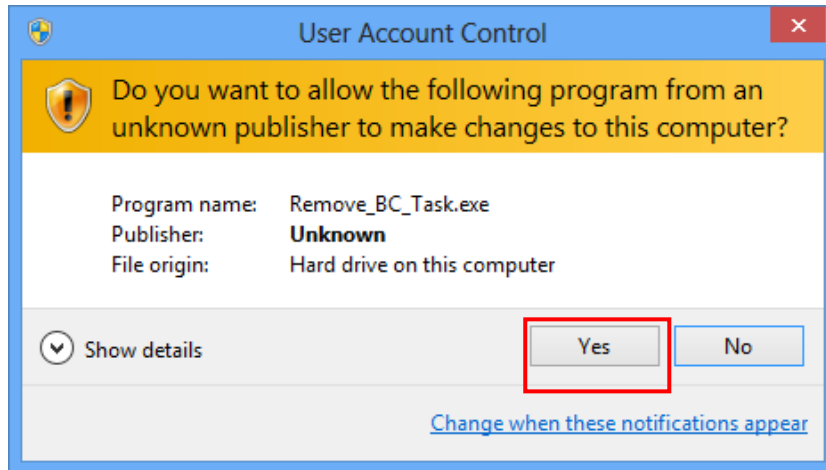 User Account Control
Do you want to allow the following program from an
unknown publisher to make changes to this computer?
Program name: Remove_BC_Task.exe
Publisher: Unknown
File origin: Hard drive on this computer
Show details
Yes
No
Change when these notifications appear